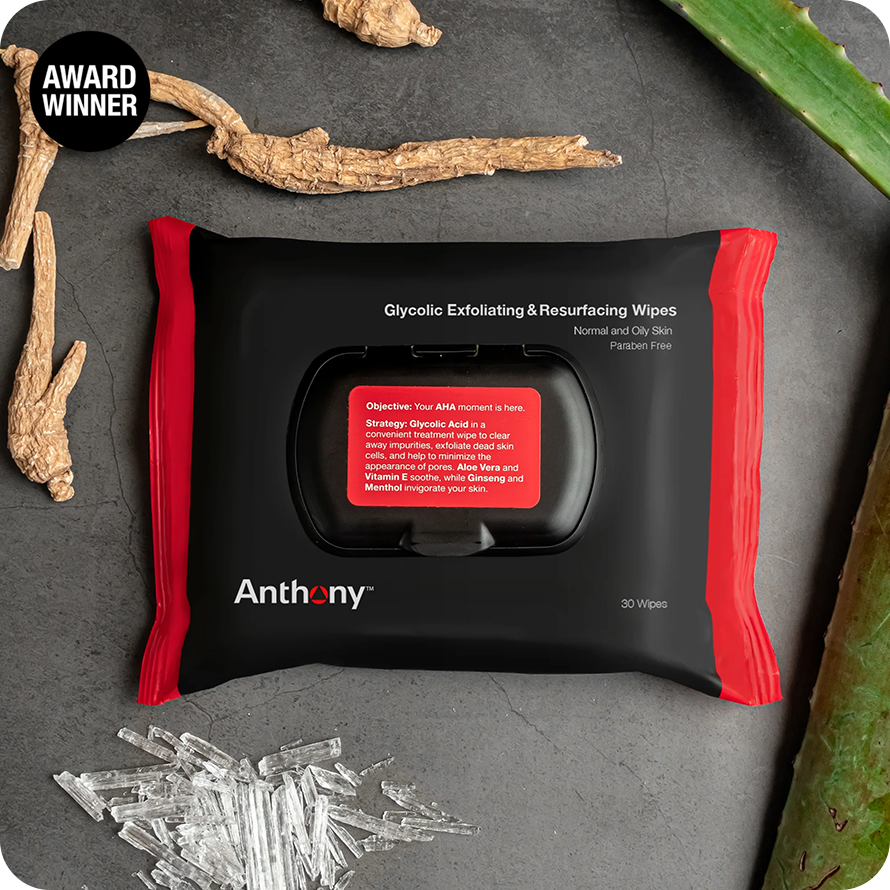 AWARD
WINNER
Glycolic Exfoliating & Resurfacing Wipes
Normal and Oily Skin
Paraben Free
Objective: Your AHA moment is here.
Strategy: Glycolic Acid in a
convenient treatment wipe to clear
away impurities, exfoliate dead skin
cells, and help to minimize the
appearance of pores. Aloe Vera and
Vitamin E soothe, while Ginseng and
Menthol invigorate your skin.
Anthony™
30 Wipes